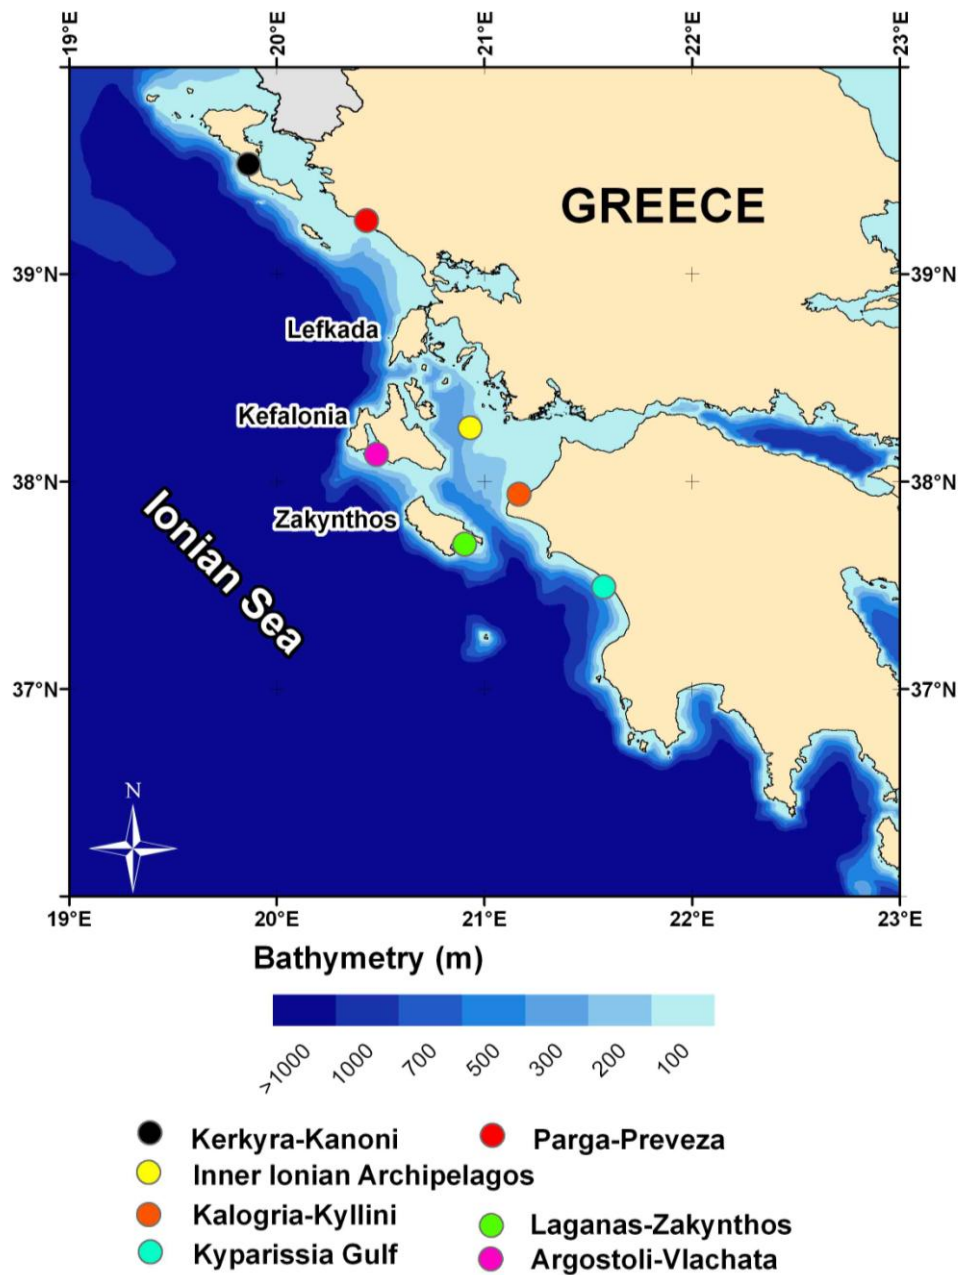 19°E 20°E 21°E 22°E 23°E
GREECE
39°N 39°N
Lefkada
Kefalonia
38°N 38°N
Zakynthos
Ionian Sea
37°N 37°N
N
19°E 20°E 21°E 22°E 23°E
Bathymetry (m)
>1000 1000 700 500 300 200 100
Kerkyra-Kanoni Parga-Preveza
Inner Ionian Archipelagos
Kalogria-Kyllini Laganas-Zakynthos
Kyparissia Gulf Argostoli-Vlachata